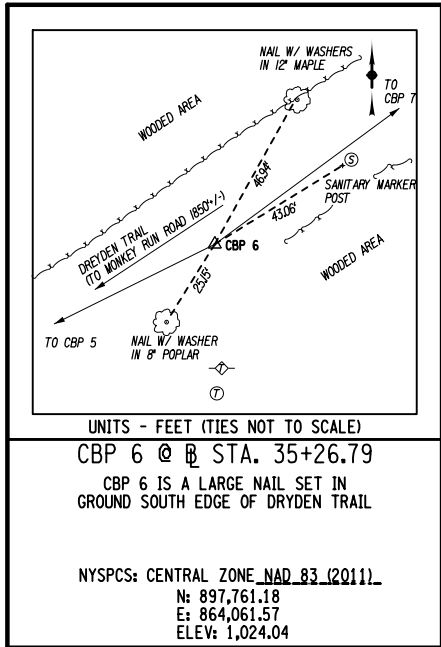 NAIL W/ WASHERS
IN 12" MAPLE
TO
CBP 7
WOODED AREA
46.94'
S
SANITARY MARKER
POST
43.06'
DREYDEN TRAIL
(TO MONKEY RUN ROAD 1850'+/-)
CBP 6
WOODED AREA
25.15'
TO CBP 5
NAIL W/ WASHER
IN 8" POPLAR
T
T
UNITS - FEET (TIES NOT TO SCALE)
CBP 6 @ BL STA. 35+26.79
CBP 6 IS A LARGE NAIL SET IN
GROUND SOUTH EDGE OF DRYDEN TRAIL
NYSPCS: CENTRAL ZONE NAD 83 (2011)
N: 897,761.18
E: 864,061.57
ELEV: 1,024.04